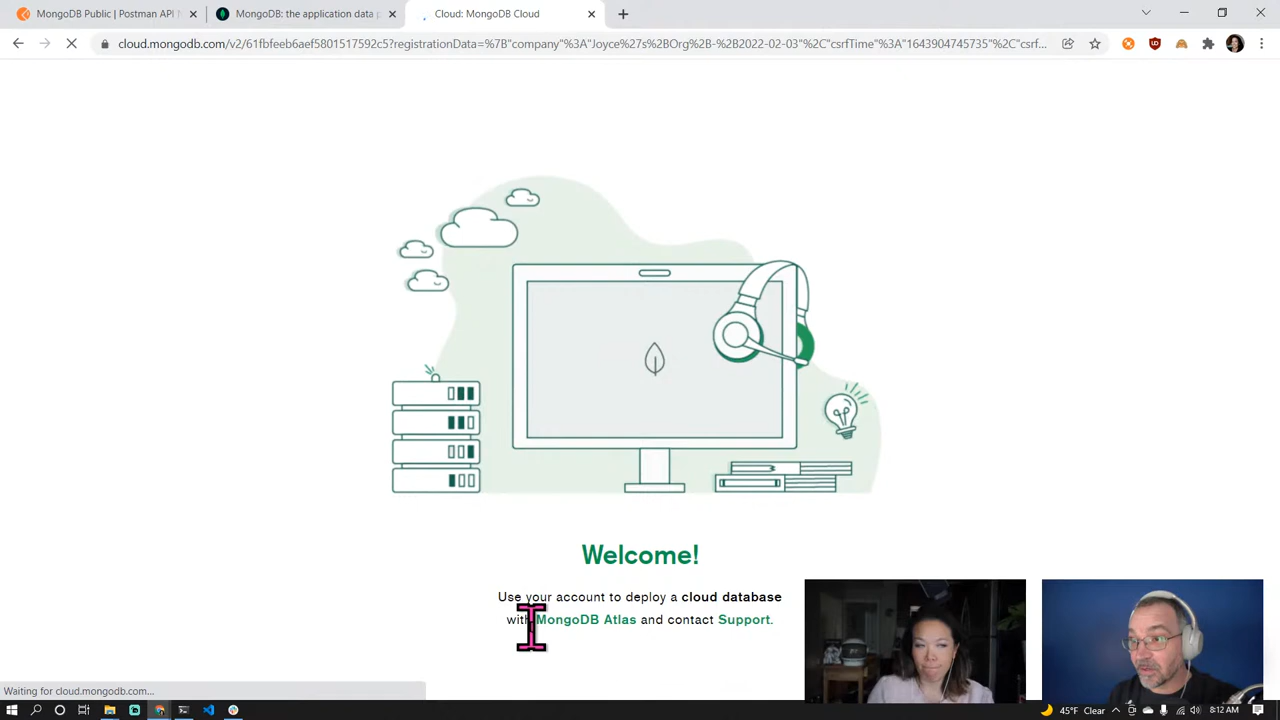 MongoDB Public | Postman API N
MongoDB: the application data p
Cloud: MongoDB Cloud
cloud.mongodb.com/v2/61fbfeeb6aef5801517592c5?registrationData=%7B"company"%3A"Joyce%27s%2BOrg%2B-%2B2022-02-03"%2C"csrfTime"%3A"1643904745735"%2C"csrf...
Welcome!
Use your account to deploy a cloud database
with MongoDB Atlas and contact Support.
Waiting for cloud.mongodb.com...
45°F Clear
8:12 AM